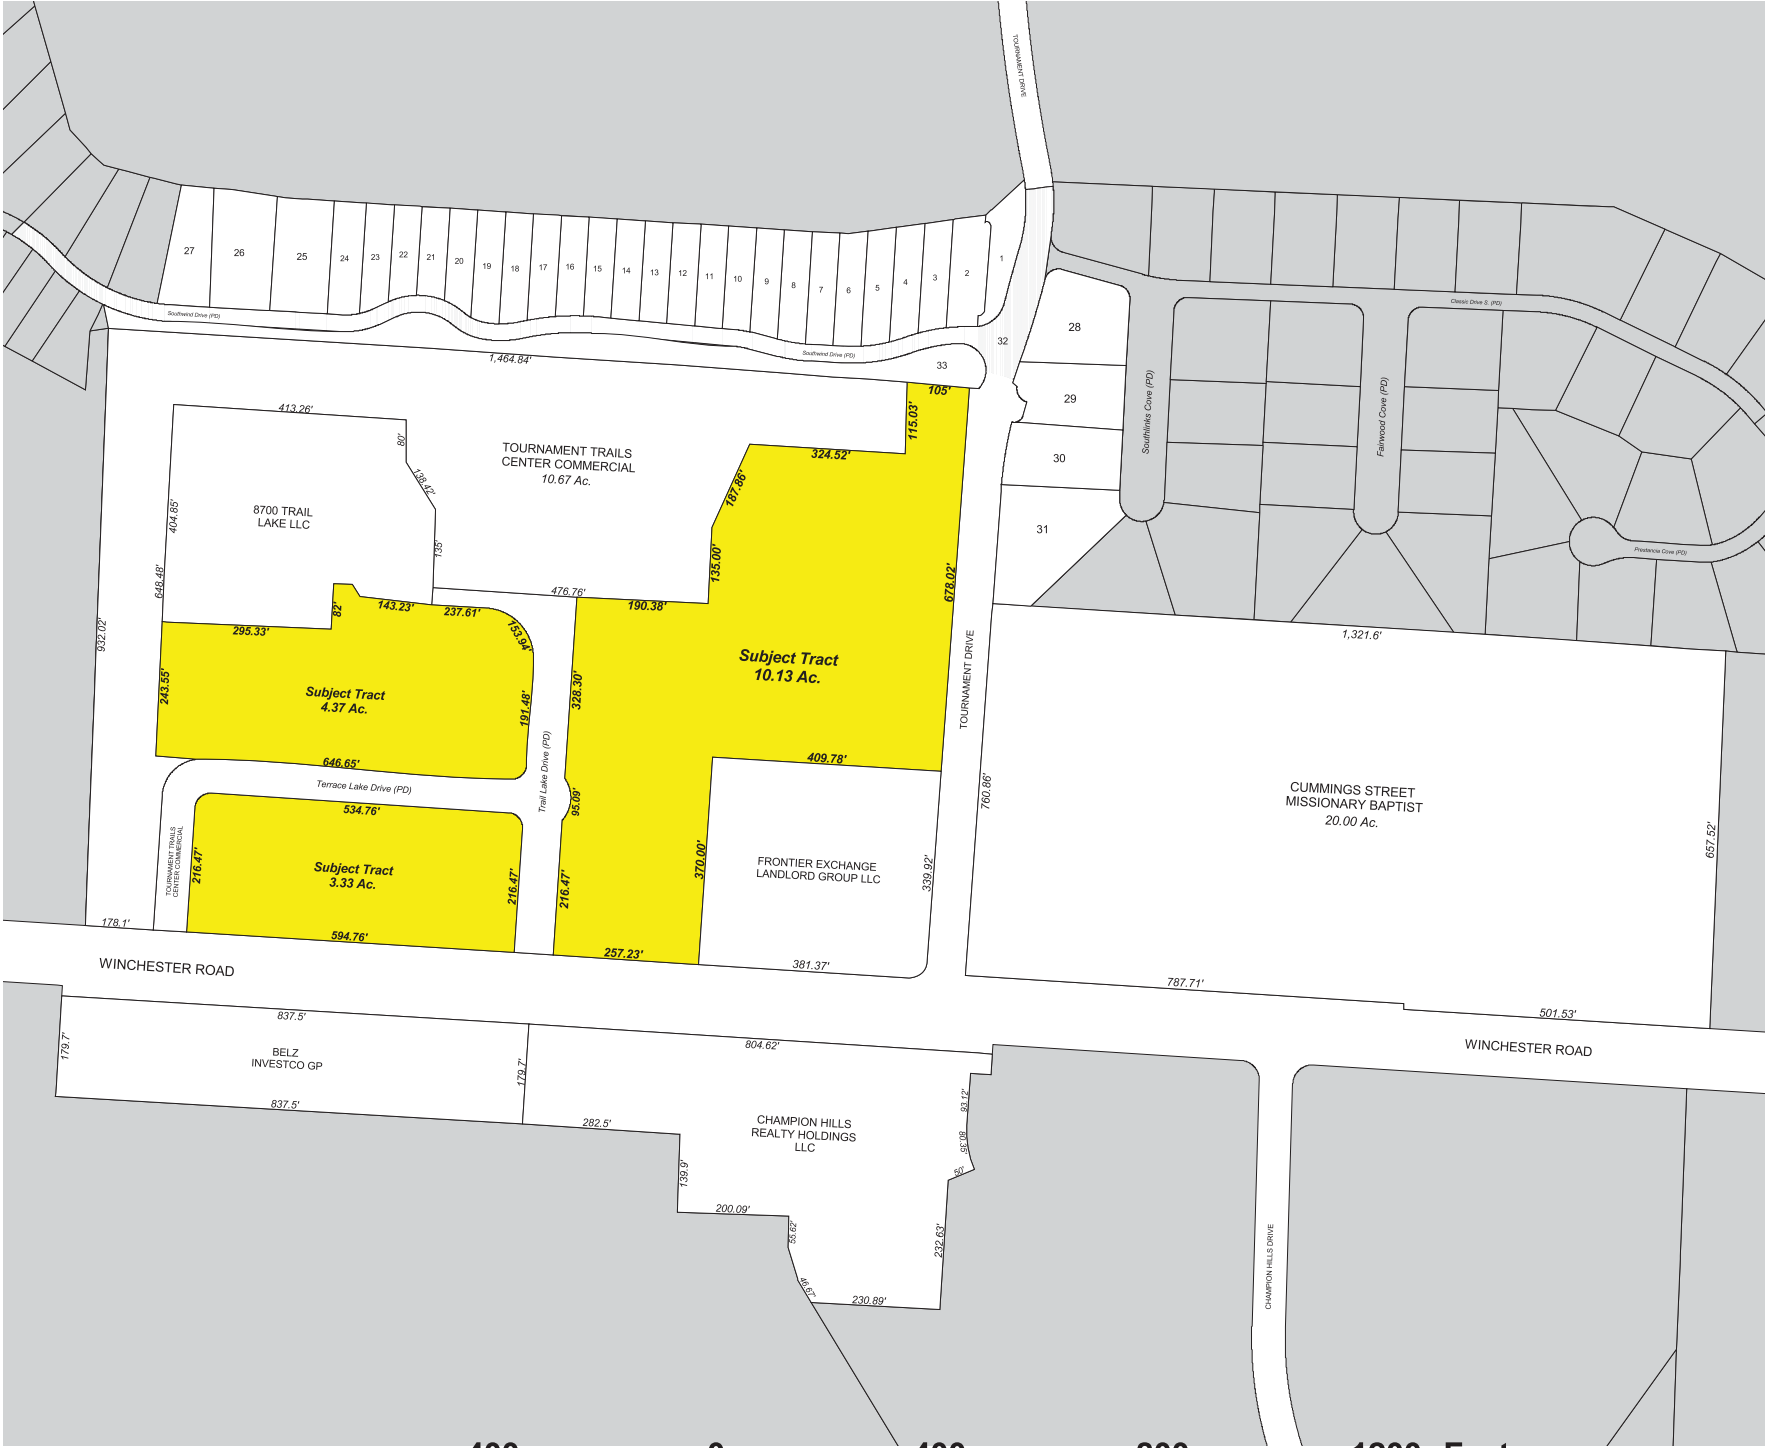 TOURNAMENT DRIVE
27
26
25
24
23
22
21
20
19
18
17
16
15
14
13
12
11
10
9
8
7
6
5
4
3
2
1
Southwind Drive (PD)
Southwind Drive (PD)
Classic Drive S. (PD)
28
29
30
31
32
33
Southlinks Cove (PD)
Fairwood Cove (PD)
Prestancia Cove (PD)
1,464.84'
105'
115.03'
324.52'
187.86'
135.00'
190.38'
678.02'
413.26'
80'
138.42'
135'
404.85'
648.48'
932.02'
TOURNAMENT TRAILS
CENTER COMMERCIAL
10.67 Ac.
8700 TRAIL
LAKE LLC
476.76'
82'
143.23'
237.61'
153.94'
295.33'
243.55'
191.48'
328.30'
Subject Tract
4.37 Ac.
Subject Tract
10.13 Ac.
TOURNAMENT DRIVE
1,321.6'
646.65'
Terrace Lake Drive (PD)
534.76'
Trail Lake Drive (PD)
95.09'
409.78'
760.86'
CUMMINGS STREET
MISSIONARY BAPTIST
20.00 Ac.
657.52'
TOURNAMENT TRAILS
CENTER COMMERCIAL
216.47'
Subject Tract
3.33 Ac.
216.47'
216.47'
370.00'
FRONTIER EXCHANGE
LANDLORD GROUP LLC
339.92'
178.1'
594.76'
257.23'
381.37'
787.71'
501.53'
WINCHESTER ROAD
WINCHESTER ROAD
837.5'
804.62'
179.7'
BELZ
INVESTCO GP
179.7'
837.5'
282.5'
CHAMPION HILLS
REALTY HOLDINGS
LLC
93.12'
80.35'
50'
139.9'
200.09'
55.62'
46.67'
230.89'
232.63'
CHAMPION HILLS DRIVE
400 0 400 800 1200 Feet